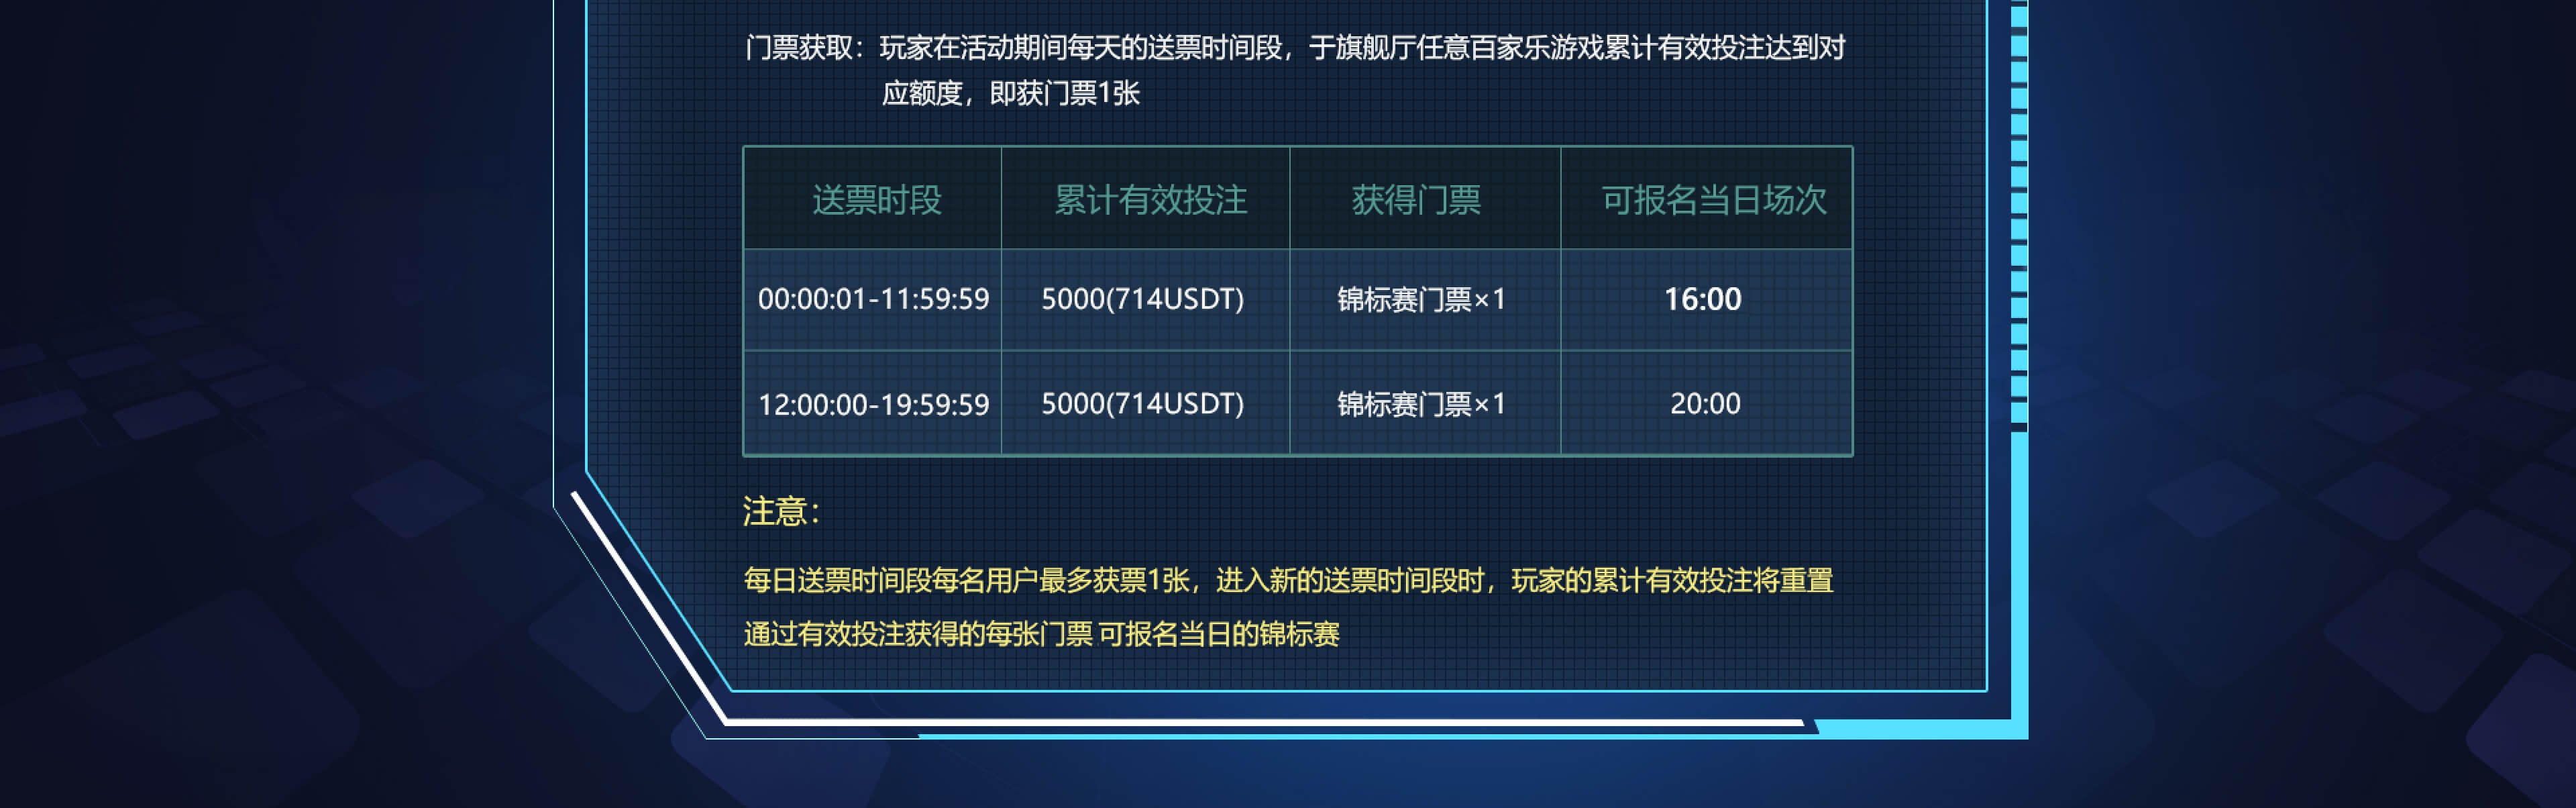 门票获取：玩家在活动期间每天的送票时间段，于旗舰厅任意百家乐游戏累计有效投注达到对
应额度，即获门票1张
送票时段 累计有效投注 获得门票 可报名当日场次
00:00:01-11:59:59 5000(714USDT) 锦标赛门票×1 16:00
12:00:00-19:59:59 5000(714USDT) 锦标赛门票×1 20:00
注意：
每日送票时间段每名用户最多获票1张，进入新的送票时间段时，玩家的累计有效投注将重置
通过有效投注获得的每张门票 可报名当日的锦标赛